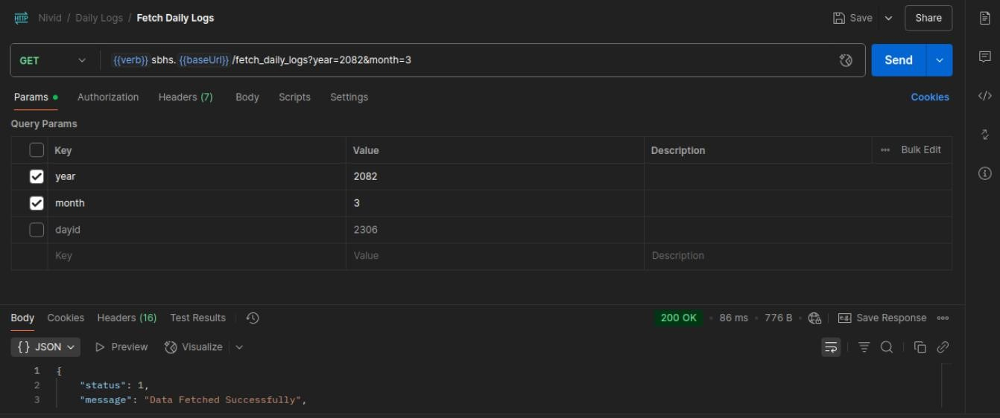 HTTP Nivid / Daily Logs / Fetch Daily Logs Save Share
GET {{verb}} sbhs. {{baseUrl}} /fetch_daily_logs?year=2082&month=3 Send
Params Authorization Headers (7) Body Scripts Settings Cookies
Query Params
Key Value Description Bulk Edit
year 2082
month 3
dayid 2306
Key Value Description
Body Cookies Headers (16) Test Results 200 OK 86 ms 776 B e.g. Save Response
{} JSON Preview Visualize
1 {
2 "status": 1,
3 "message": "Data Fetched Successfully",